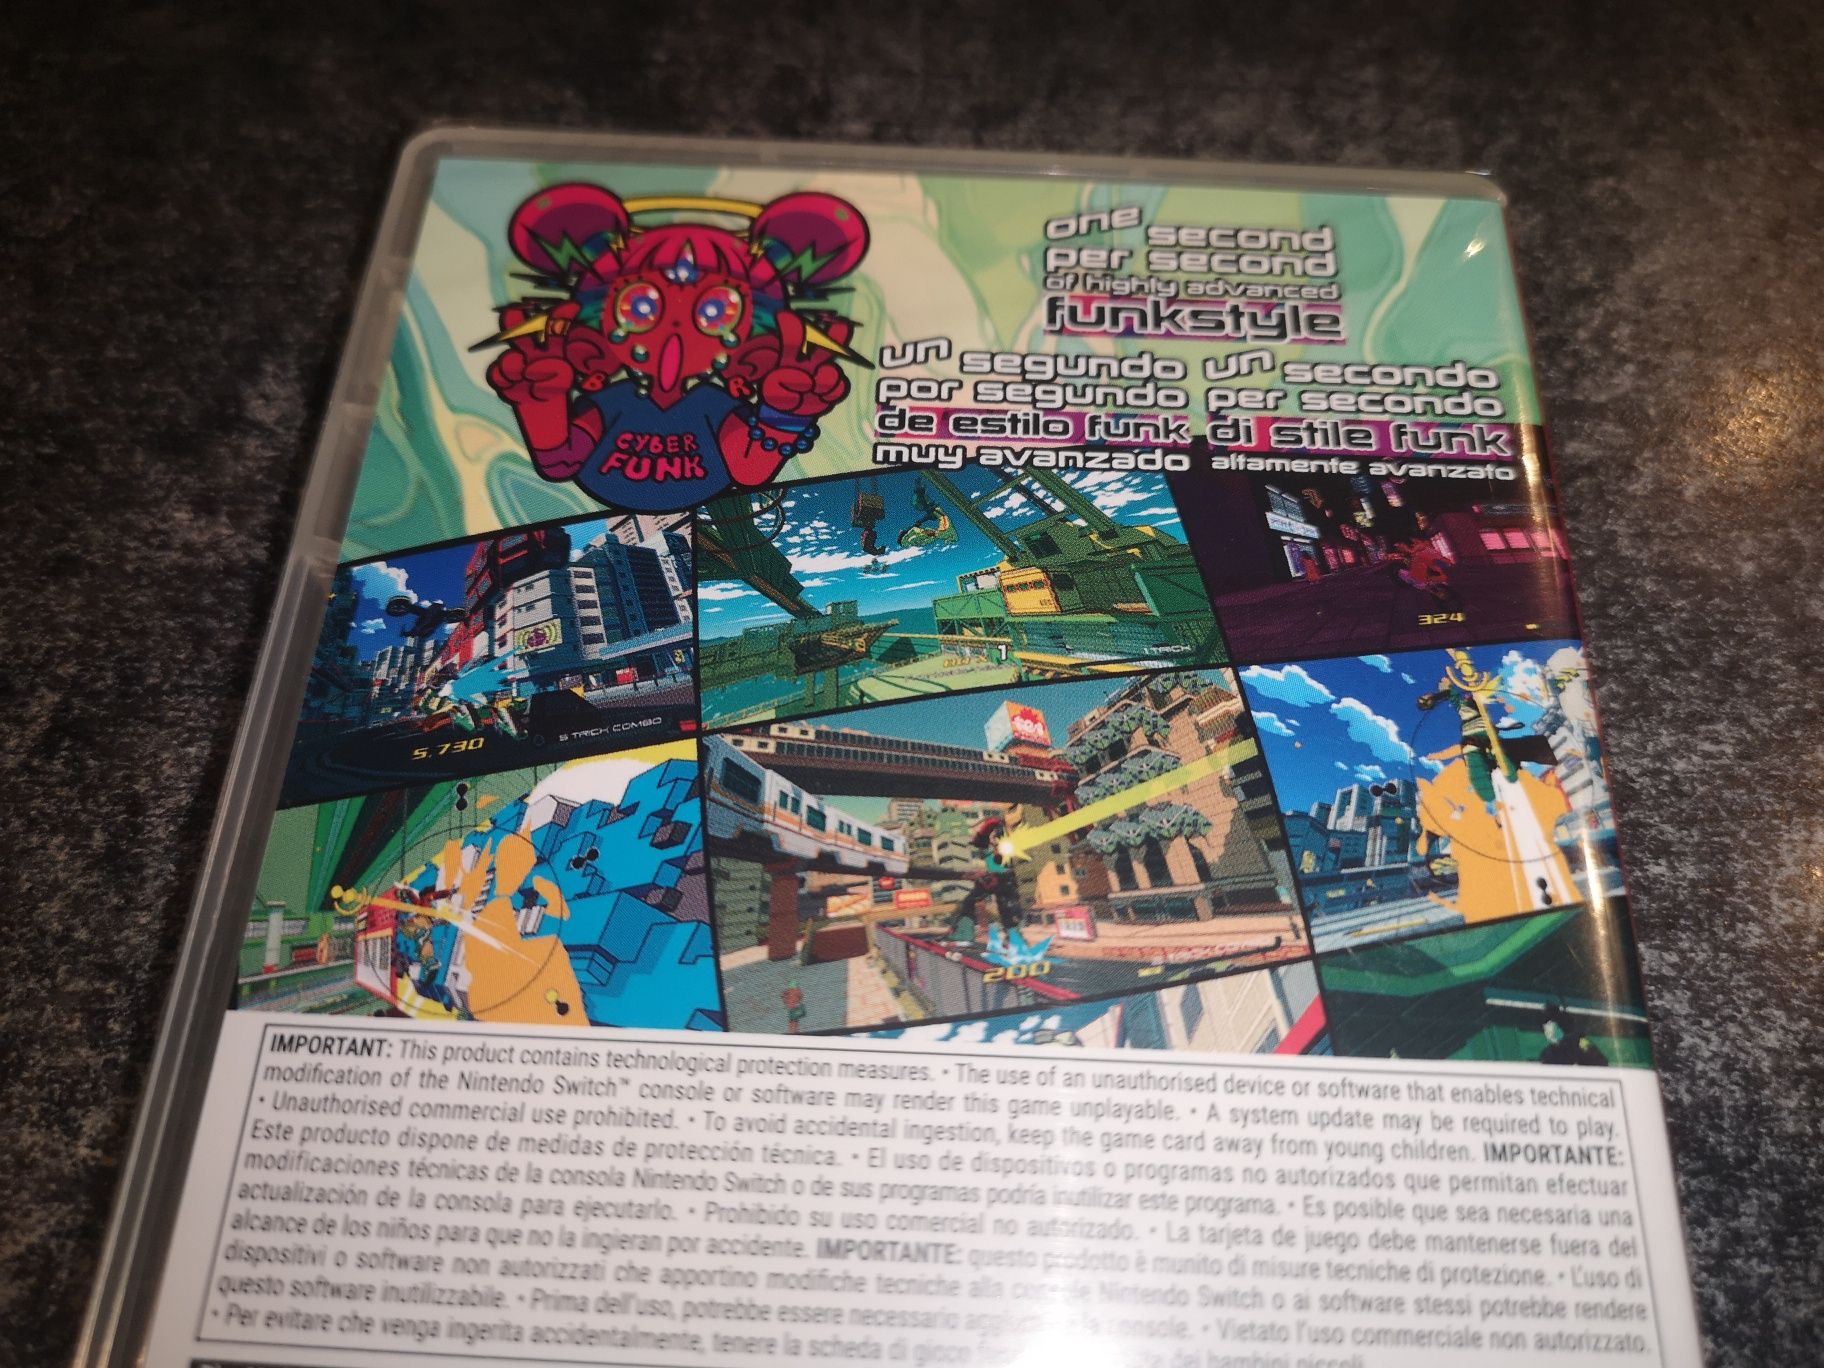 one second
per second
of highly advanced
funkstyle
un segundo
por segundo
de estilo funk
muy avanzado
un secondo
per secondo
di stile funk
altamente avanzato
B R
CYBER
FUNK
5,730
5 TRICK COMBO
1
1 TRICK
324
200
IMPORTANT: This product contains technological protection measures. • The use of an unauthorised device or software that enables technical
modification of the Nintendo Switch™ console or software may render this game unplayable. • A system update may be required to play.
• Unauthorised commercial use prohibited. • To avoid accidental ingestion, keep the game card away from young children. IMPORTANTE:
Este producto dispone de medidas de protección técnica. • El uso de dispositivos o programas no autorizados que permitan efectuar
modificaciones técnicas de la consola Nintendo Switch o de sus programas podría inutilizar este programa. • Es posible que sea necesaria una
actualización de la consola para ejecutarlo. • Prohibido su uso comercial no autorizado. • La tarjeta de juego debe mantenerse fuera del
alcance de los niños para que no la ingieran por accidente. IMPORTANTE: questo prodotto è munito di misure tecniche di protezione. • L'uso di
dispositivi o software non autorizzati che apportino modifiche tecniche alla console Nintendo Switch o ai software stessi potrebbe rendere
questo software inutilizzabile. • Prima dell'uso, potrebbe essere necessario console. • Vietato l'uso commerciale non autorizzato.
• Per evitare che venga ingerita accidentalmente, tenere la scheda di gioco dei bambini piccoli.